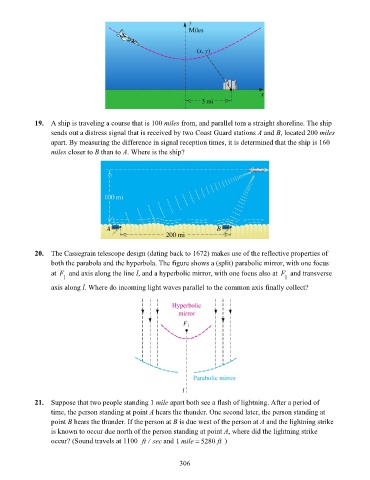 y
Miles
(x, y)
x
5 mi
19. A ship is traveling a course that is 100 miles from, and parallel tom a straight shoreline. The ship
sends out a distress signal that is received by two Coast Guard stations A and B, located 200 miles
apart. By measuring the difference in signal reception times, it is determined that the ship is 160
miles closer to B than to A. Where is the ship?
100 mi
A B
200 mi
20. The Cassegrain telescope design (dating back to 1672) makes use of the reflective properties of
both the parabola and the hyperbola. The figure shows a (split) parabolic mirror, with one focus
at F₁ and axis along the line l, and a hyperbolic mirror, with one focus also at F₁ and transverse
axis along l. Where do incoming light waves parallel to the common axis finally collect?
Hyperbolic
mirror
F₁
Parabolic mirror
l
21. Suppose that two people standing 1 mile apart both see a flash of lightning. After a period of
time, the person standing at point A hears the thunder. One second later, the person standing at
point B hears the thunder. If the person at B is due west of the person at A and the lightning strike
is known to occur due north of the person standing at point A, where did the lightning strike
occur? (Sound travels at 1100 ft / sec and 1 mile = 5280 ft )
306